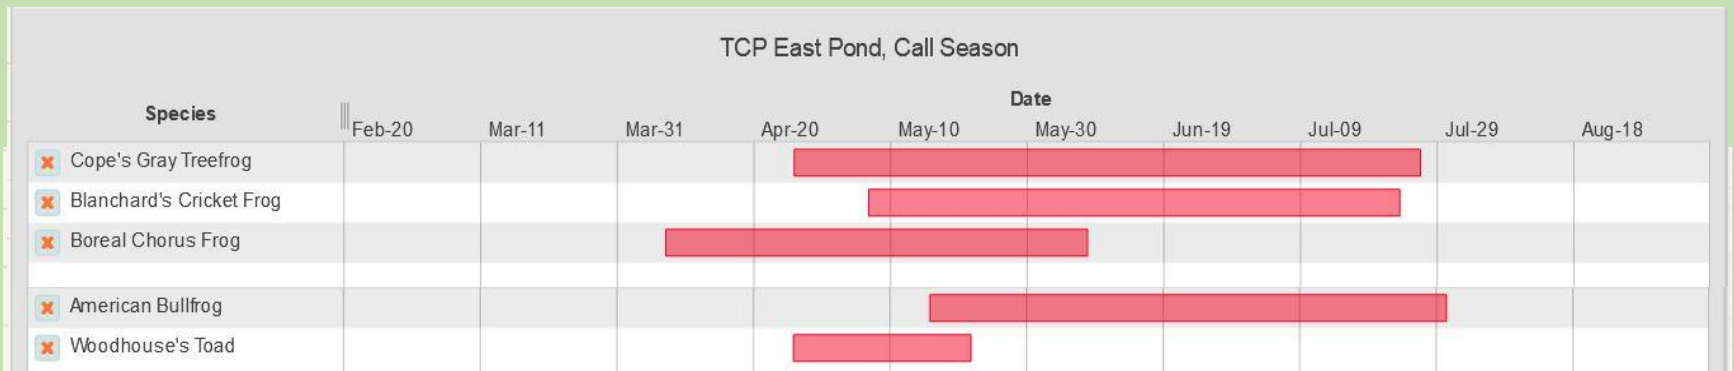 TCP East Pond, Call Season
Species
Date
Feb-20 Mar-11 Mar-31 Apr-20 May-10 May-30 Jun-19 Jul-09 Jul-29 Aug-18
Cope's Gray Treefrog
Blanchard's Cricket Frog
Boreal Chorus Frog
American Bullfrog
Woodhouse's Toad